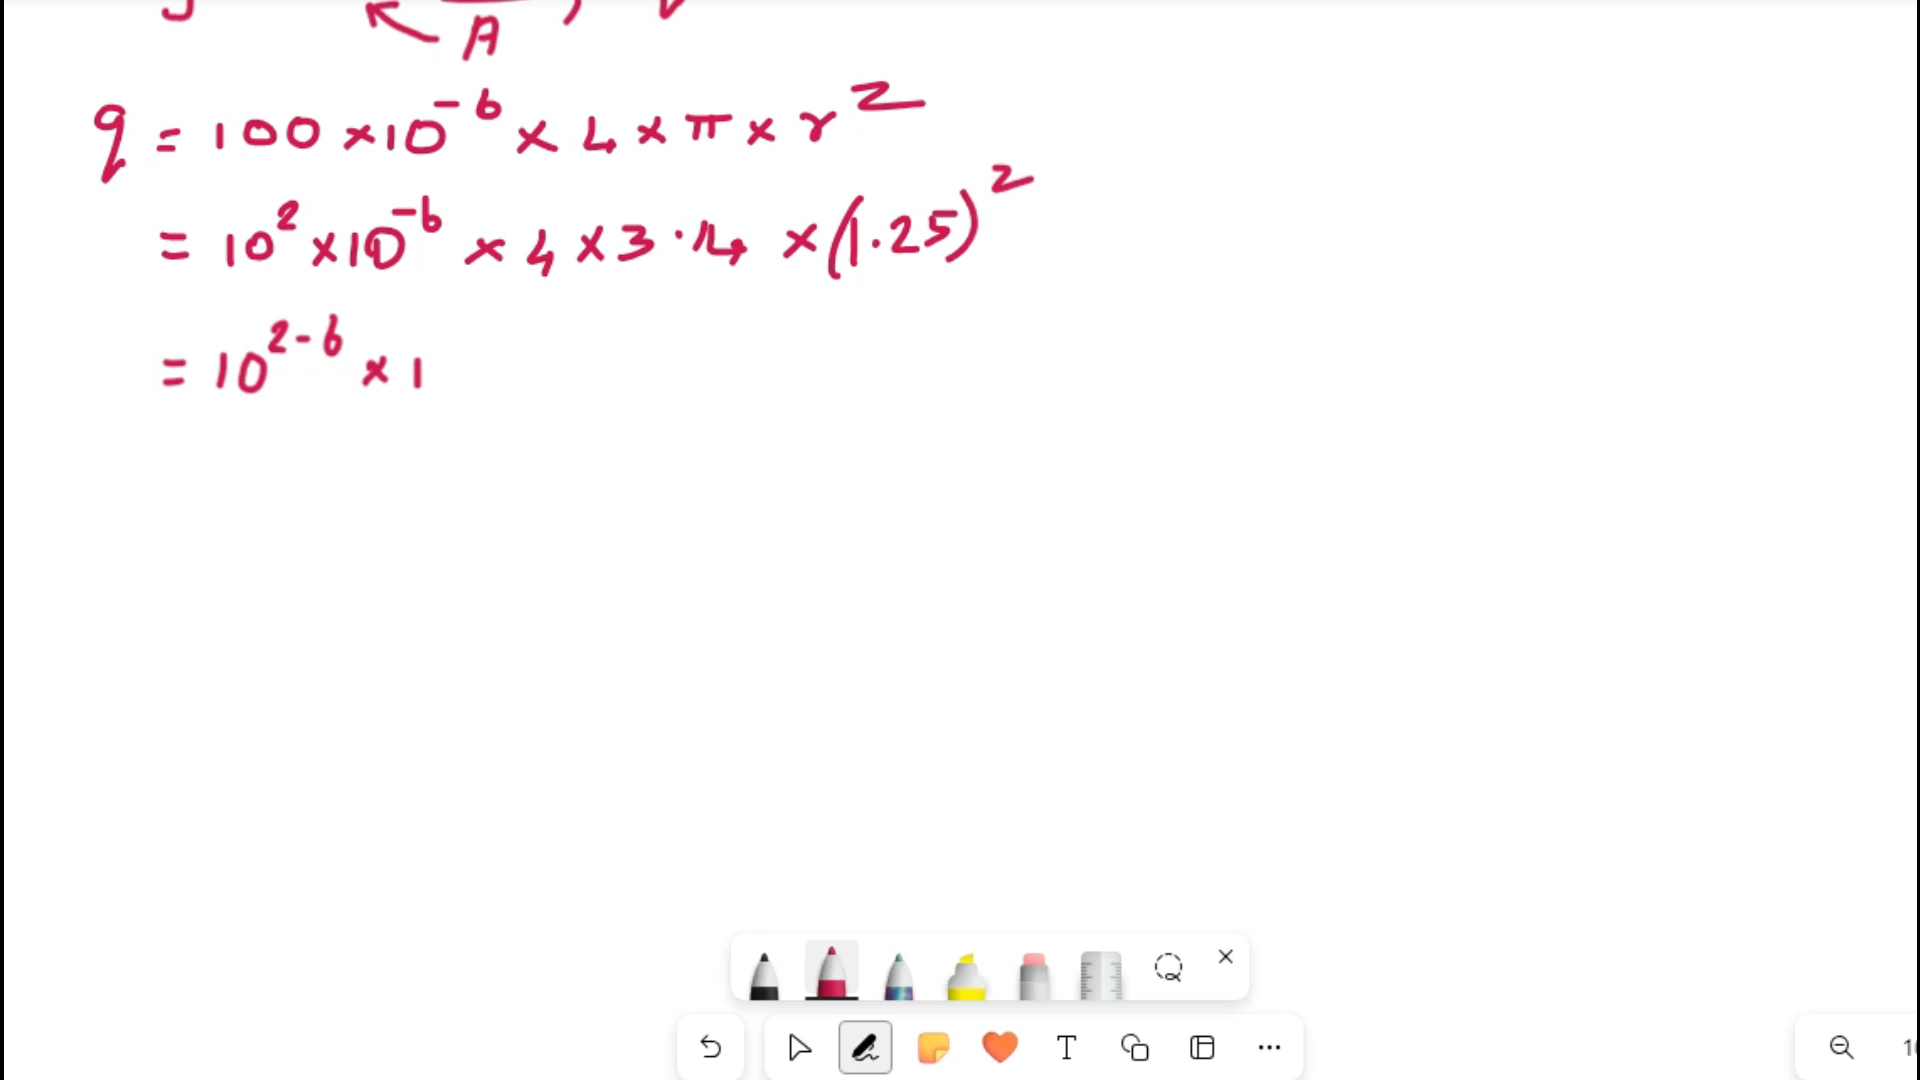 A
q = 100 × 10⁻⁶ × 4 × π × r²
= 10² × 10⁻⁶ × 4 × 3.14 × (1.25)²
= 10²⁻⁶ × 1
T